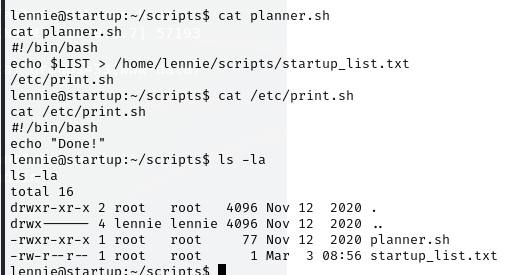 lennie@startup:~/scripts$ cat planner.sh
cat planner.sh
#!/bin/bash
echo $LIST > /home/lennie/scripts/startup_list.txt
/etc/print.sh
lennie@startup:~/scripts$ cat /etc/print.sh
cat /etc/print.sh
#!/bin/bash
echo "Done!"
lennie@startup:~/scripts$ ls -la
ls -la
total 16
drwxr-xr-x 2 root   root   4096 Nov 12  2020 .
drwx------ 4 lennie lennie 4096 Nov 12  2020 ..
-rwxr-xr-x 1 root   root     77 Nov 12  2020 planner.sh
-rw-r--r-- 1 root   root      1 Mar  3 08:56 startup_list.txt
lennie@startup:~/scripts$